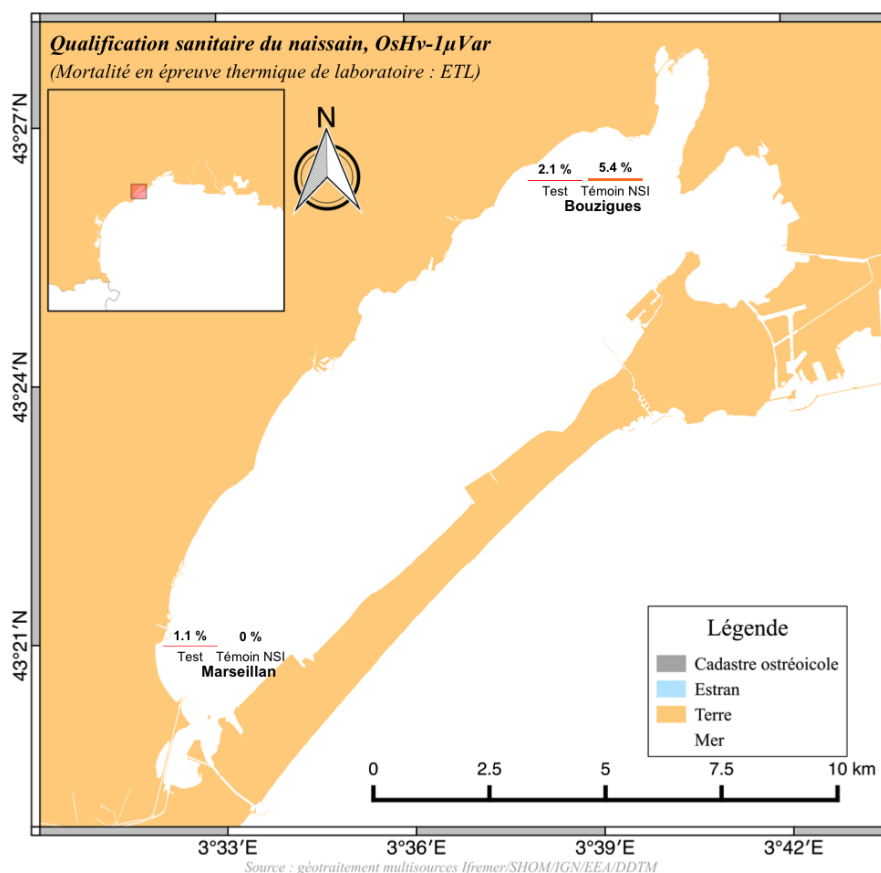 Qualification sanitaire du naissain, OsHv-1µVar
(Mortalité en épreuve thermique de laboratoire : ETL)
N
43°27′N
2.1 % 5.4 %
Test Témoin NSI
Bouzigues
43°24′N
43°21′N
1.1 % 0 %
Test Témoin NSI
Marseillan
Légende
Cadastre ostréoicole
Estran
Terre
Mer
0 2.5 5 7.5 10 km
3°33′E 3°36′E 3°39′E 3°42′E
Source : géotraitement multisources Ifremer/SHOM/IGN/EEA/DDTM